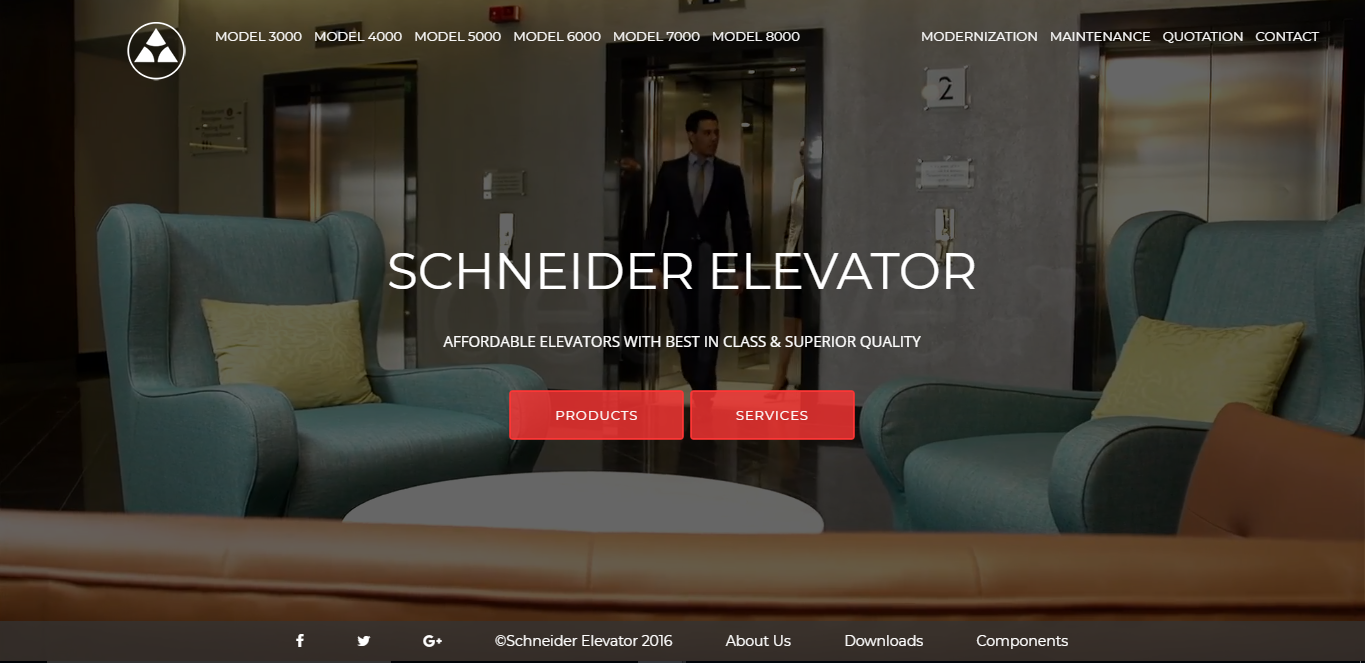 MODEL 3000 MODEL 4000 MODEL 5000 MODEL 6000 MODEL 7000 MODEL 8000 MODERNIZATION MAINTENANCE QUOTATION CONTACT
2
SCHNEIDER ELEVATOR
AFFORDABLE ELEVATORS WITH BEST IN CLASS & SUPERIOR QUALITY
PRODUCTS SERVICES
f G+ ©Schneider Elevator 2016 About Us Downloads Components